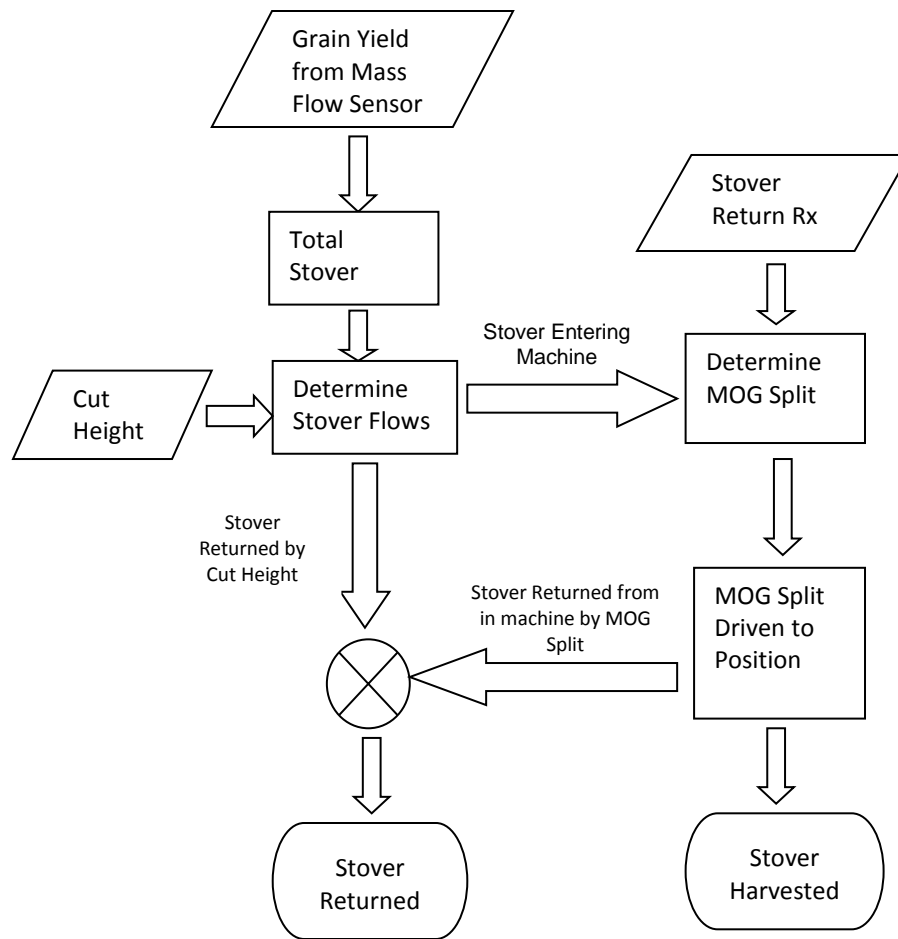 Grain Yield
from Mass
Flow Sensor
Stover
Return Rx
Total
Stover
Stover Entering
Machine
Cut
Height
Determine
Stover Flows
Determine
MOG Split
Stover
Returned by
Cut Height
Stover Returned from
in machine by MOG
Split
MOG Split
Driven to
Position
Stover
Returned
Stover
Harvested